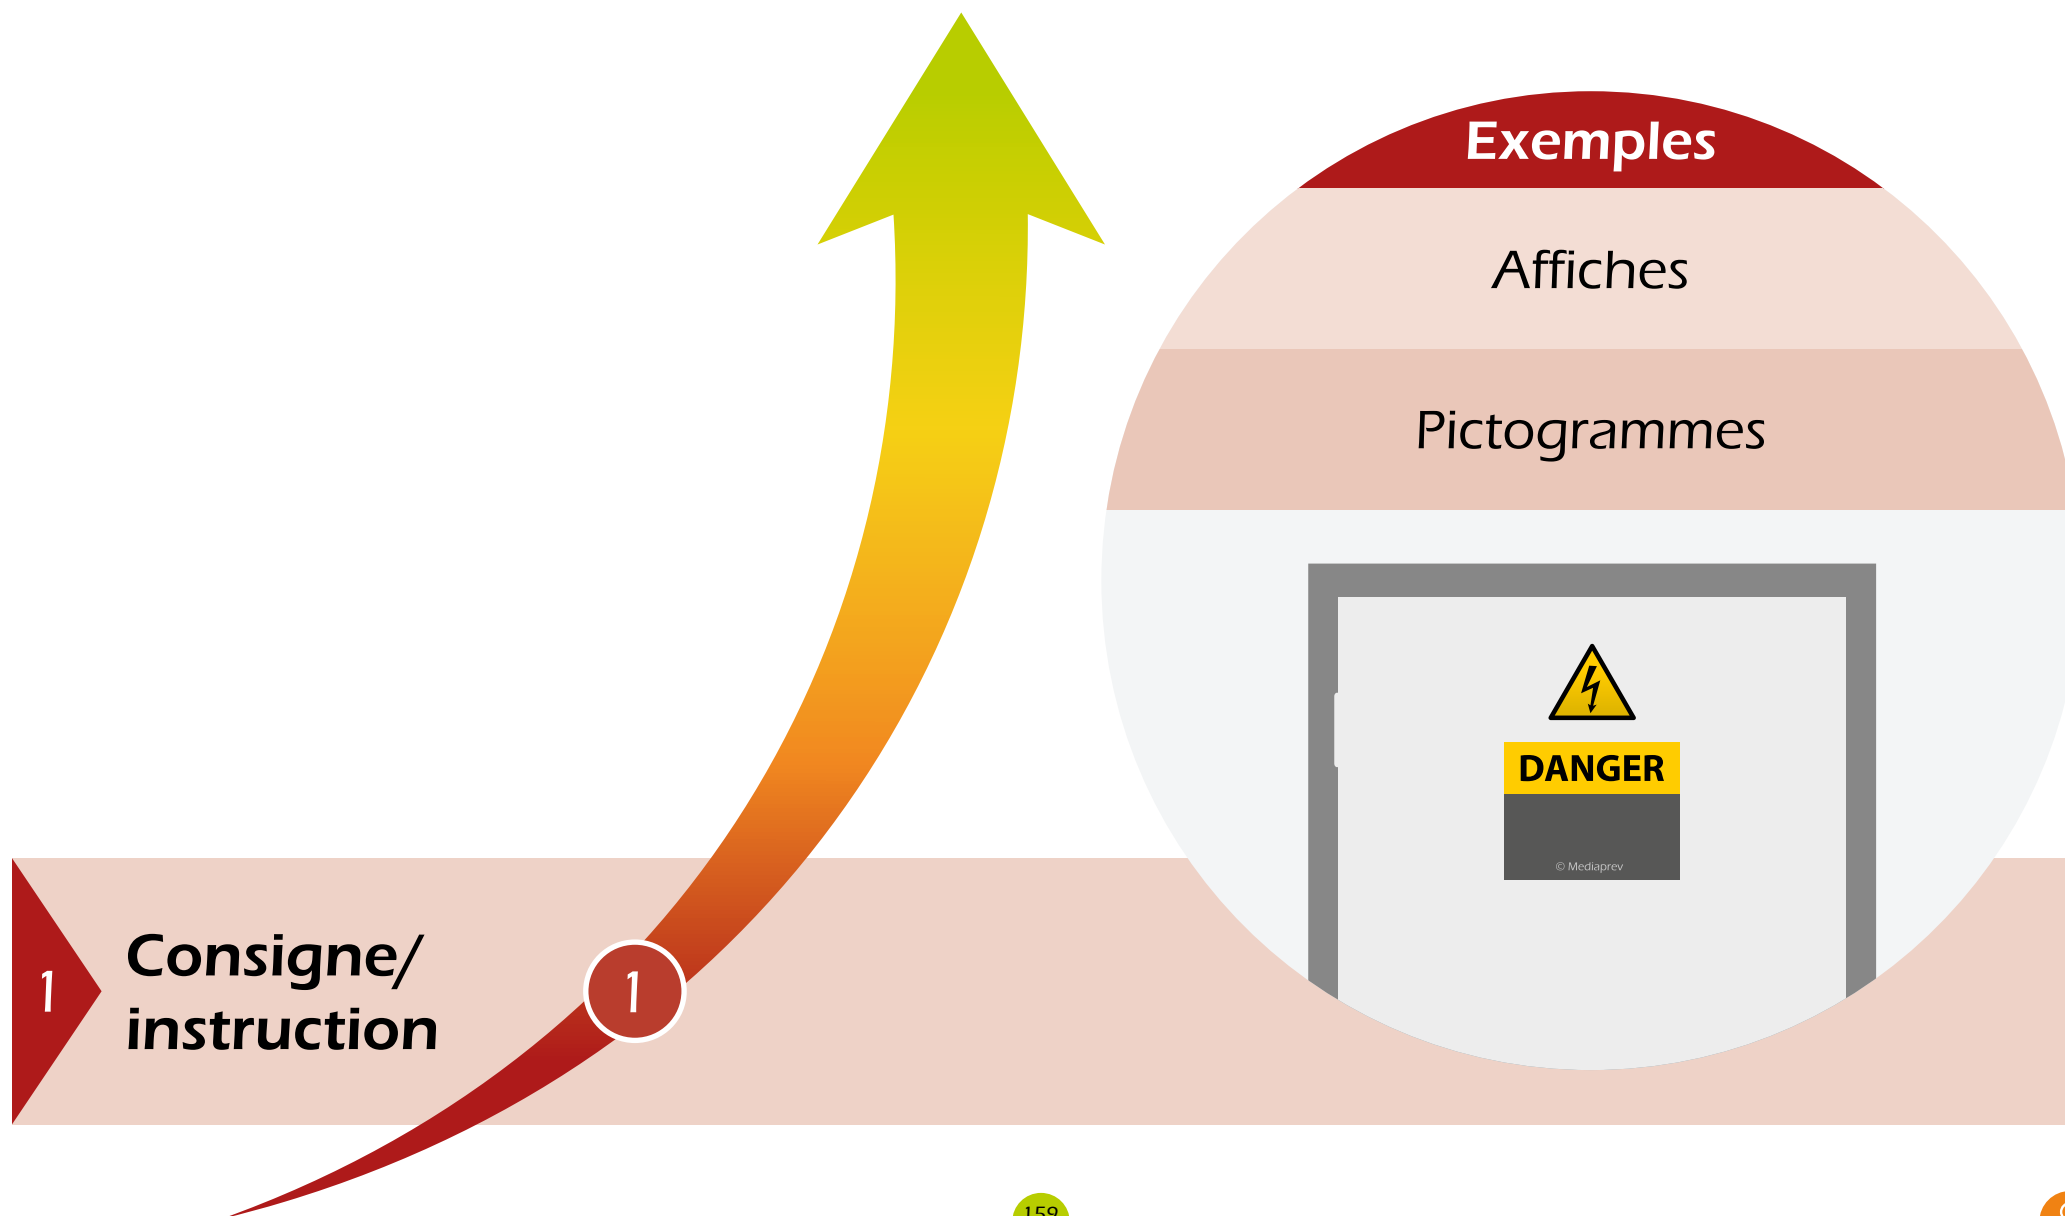 Exemples
Affiches
Pictogrammes
DANGER
© Mediaprev
1
Consigne/
instruction
1
159